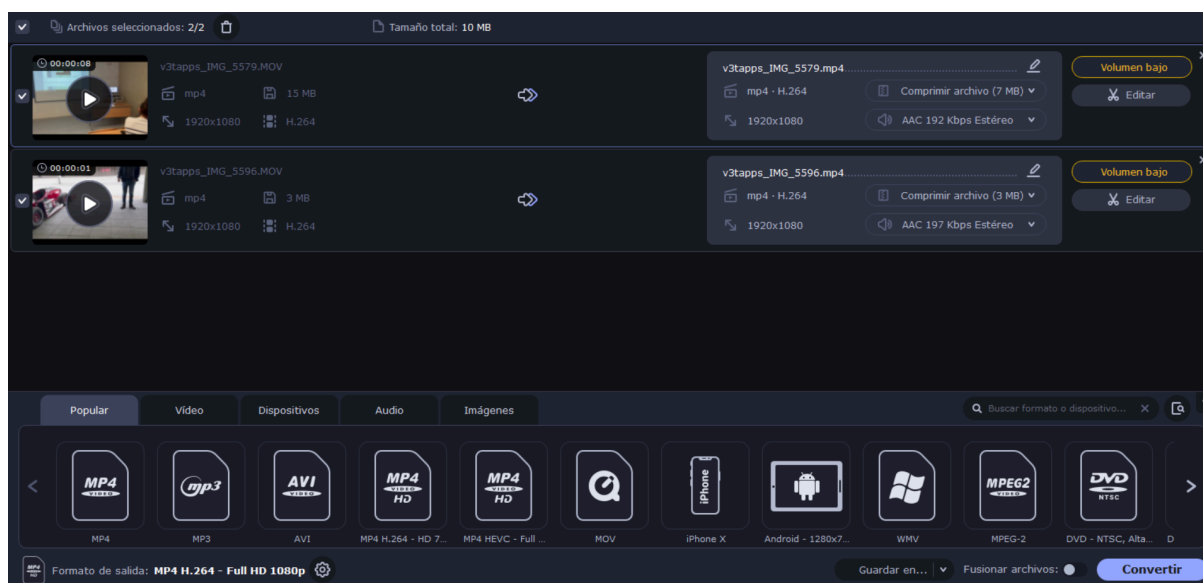 Archivos seleccionados: 2/2
Tamaño total: 10 MB
00:00:08
v3tapps_IMG_5579.MOV
mp4
15 MB
1920x1080
H.264
v3tapps_IMG_5579.mp4
mp4 · H.264
Comprimir archivo (7 MB)
1920x1080
AAC 192 Kbps Estéreo
Volumen bajo
Editar
00:00:01
v3tapps_IMG_5596.MOV
mp4
3 MB
1920x1080
H.264
v3tapps_IMG_5596.mp4
mp4 · H.264
Comprimir archivo (3 MB)
1920x1080
AAC 197 Kbps Estéreo
Volumen bajo
Editar
Popular
Vídeo
Dispositivos
Audio
Imágenes
Buscar formato o dispositivo...
MP4 VIDEO
mp3
AVI VIDEO
MP4 HD
MP4 HD
iPhone
MPEG2 VIDEO
DVD NTSC
MP4
MP3
AVI
MP4 H.264 - HD 7...
MP4 HEVC - Full ...
MOV
iPhone X
Android - 1280x7...
WMV
MPEG-2
DVD - NTSC, Alta...
D
MP4 HD
Formato de salida: MP4 H.264 - Full HD 1080p
Guardar en...
Fusionar archivos:
Convertir